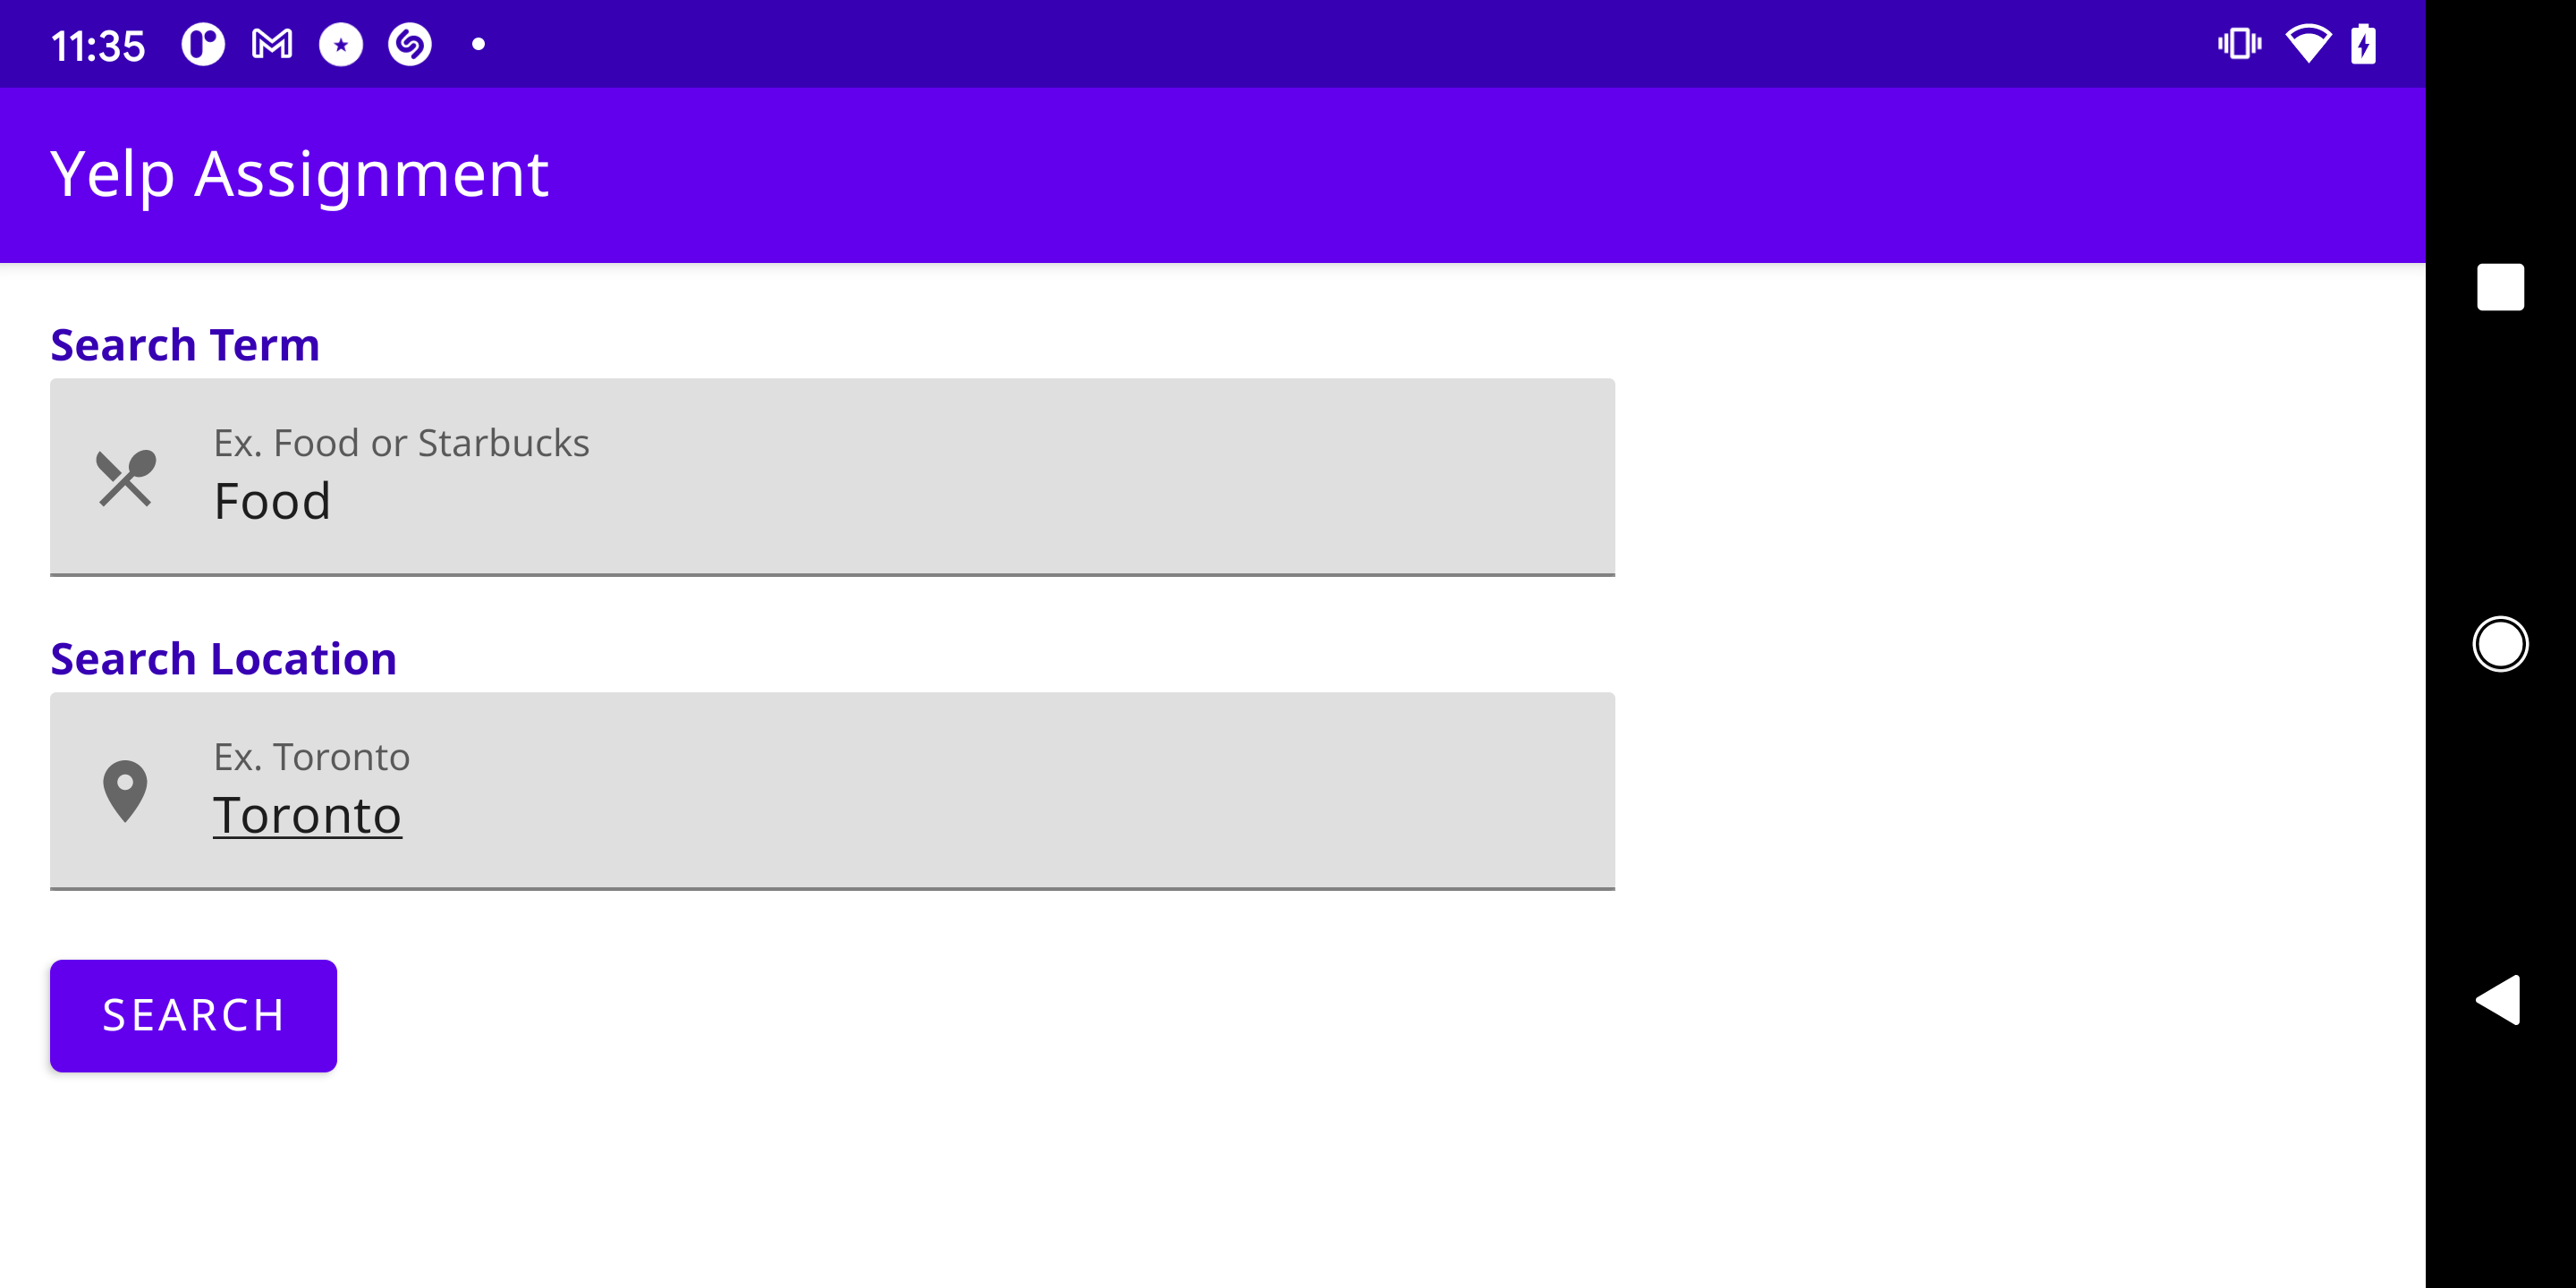 11:35
Yelp Assignment
Search Term
Ex. Food or Starbucks
Food
Search Location
Ex. Toronto
Toronto
SEARCH